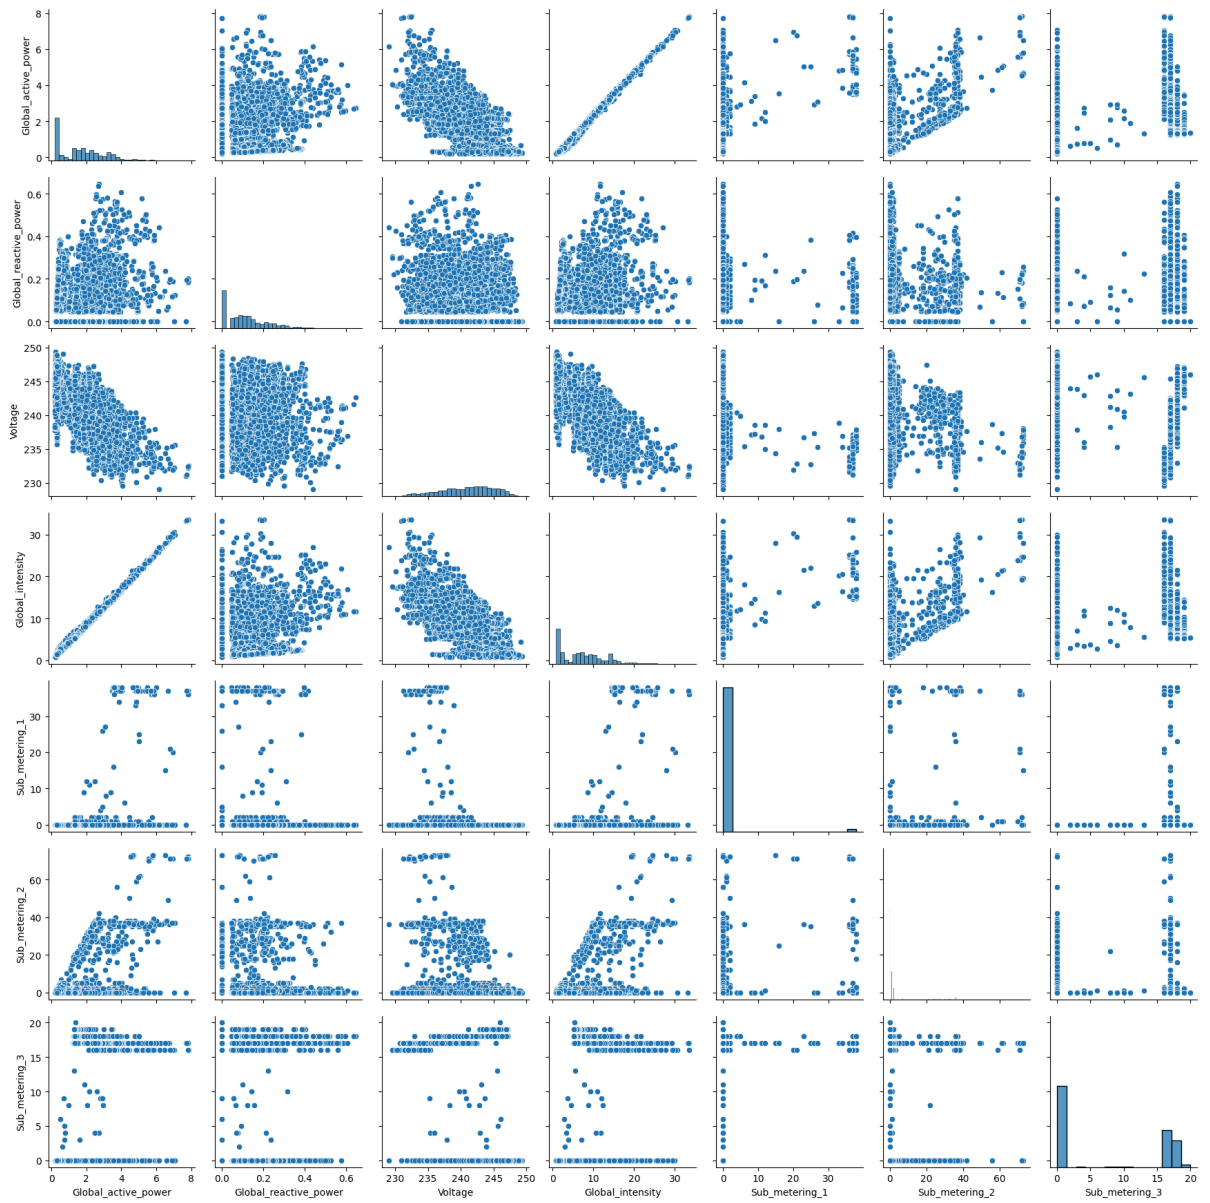 8
6
4
2
0
Global_active_power
0.6
0.4
0.2
0.0
Global_reactive_power
250
245
240
235
230
Voltage
30
20
10
0
Global_intensity
30
20
10
0
Sub_metering_1
60
40
20
0
Sub_metering_2
20
15
10
5
0
Sub_metering_3
0 2 4 6 8
Global_active_power
0.0 0.2 0.4 0.6
Global_reactive_power
230 235 240 245 250
Voltage
0 10 20 30
Global_intensity
0 10 20 30
Sub_metering_1
0 20 40 60
Sub_metering_2
0 5 10 15 20
Sub_metering_3